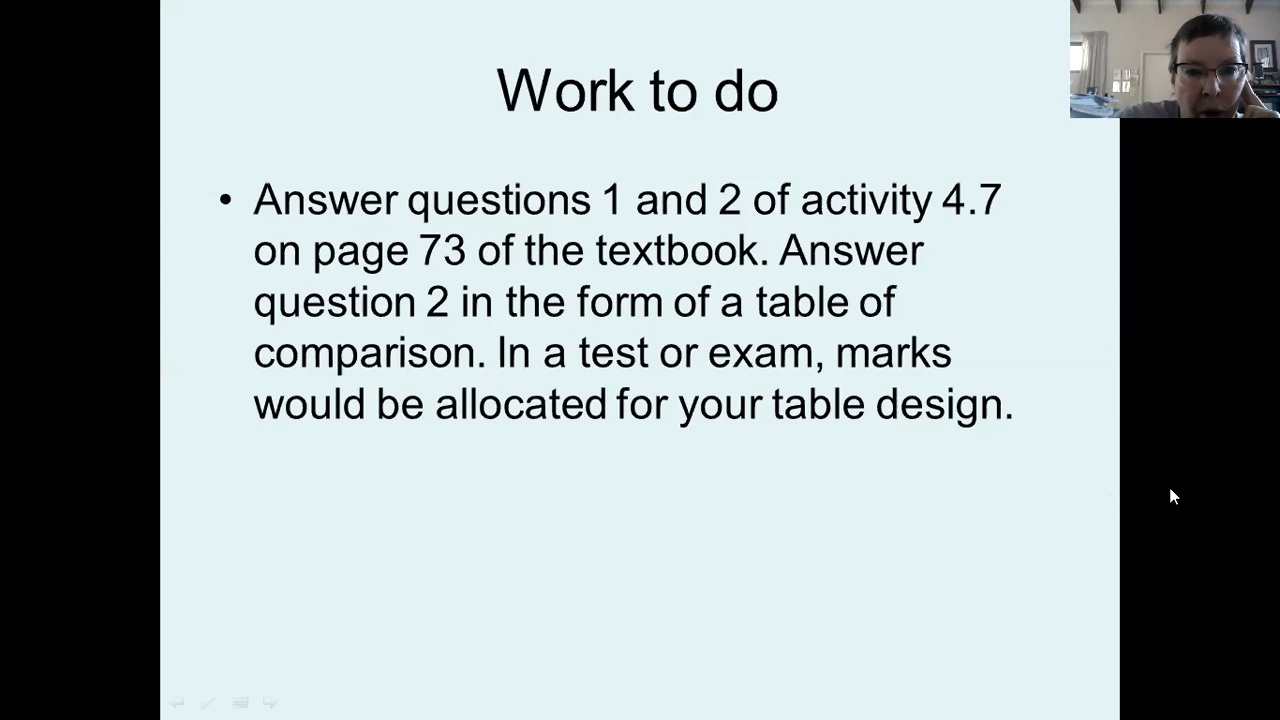 Work to do
• Answer questions 1 and 2 of activity 4.7
on page 73 of the textbook. Answer
question 2 in the form of a table of
comparison. In a test or exam, marks
would be allocated for your table design.